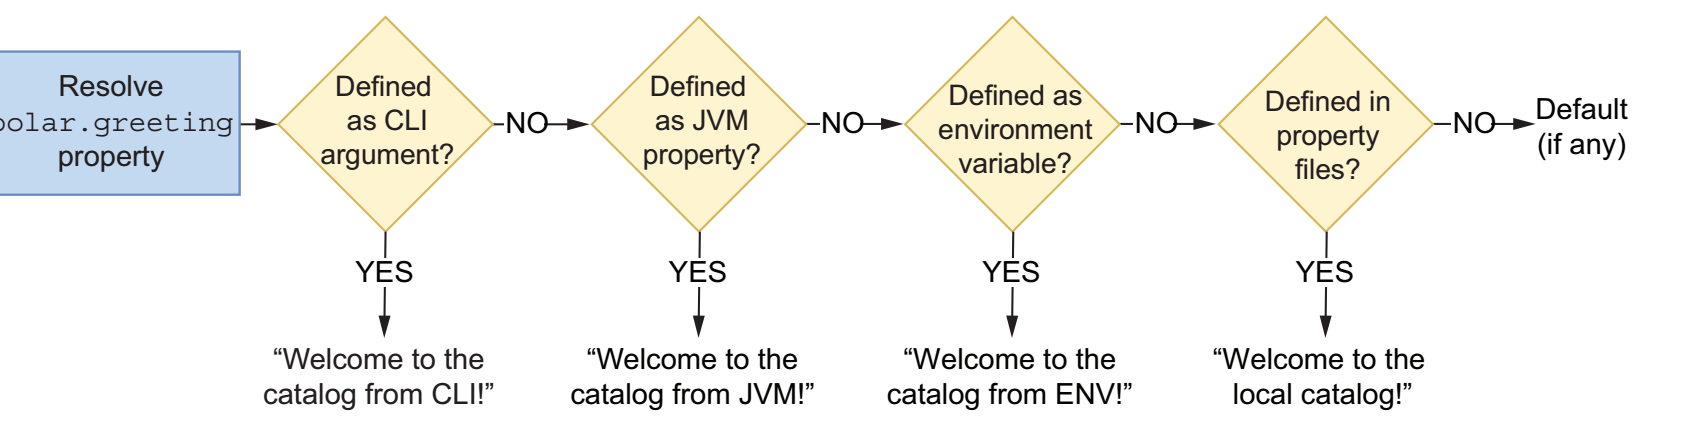 Resolve
polar.greeting
property
Defined
as CLI
argument?
NO
Defined
as JVM
property?
NO
Defined as
environment
variable?
NO
Defined in
property
files?
NO
Default
(if any)
YES
YES
YES
YES
“Welcome to the
catalog from CLI!”
“Welcome to the
catalog from JVM!”
“Welcome to the
catalog from ENV!”
“Welcome to the
local catalog!”